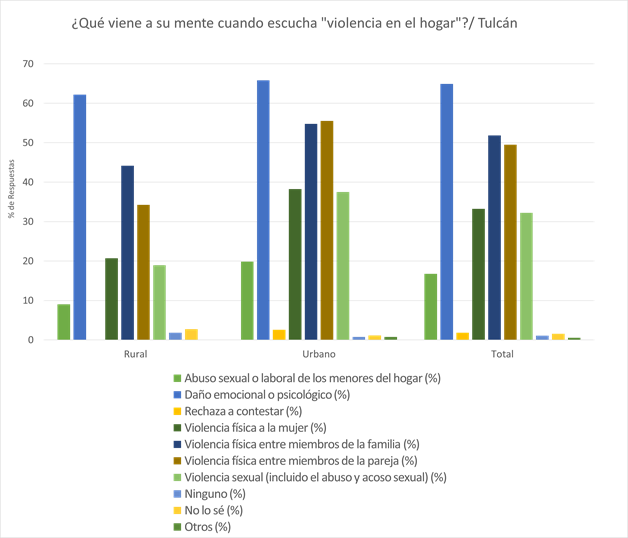 ¿Qué viene a su mente cuando escucha "violencia en el hogar"?/ Tulcán
70
60
50
40
30
20
10
0
% de Respuestas
Rural
Urbano
Total
Abuso sexual o laboral de los menores del hogar (%)
Daño emocional o psicológico (%)
Rechaza a contestar (%)
Violencia física a la mujer (%)
Violencia física entre miembros de la familia (%)
Violencia física entre miembros de la pareja (%)
Violencia sexual (incluido el abuso y acoso sexual) (%)
Ninguno (%)
No lo sé (%)
Otros (%)